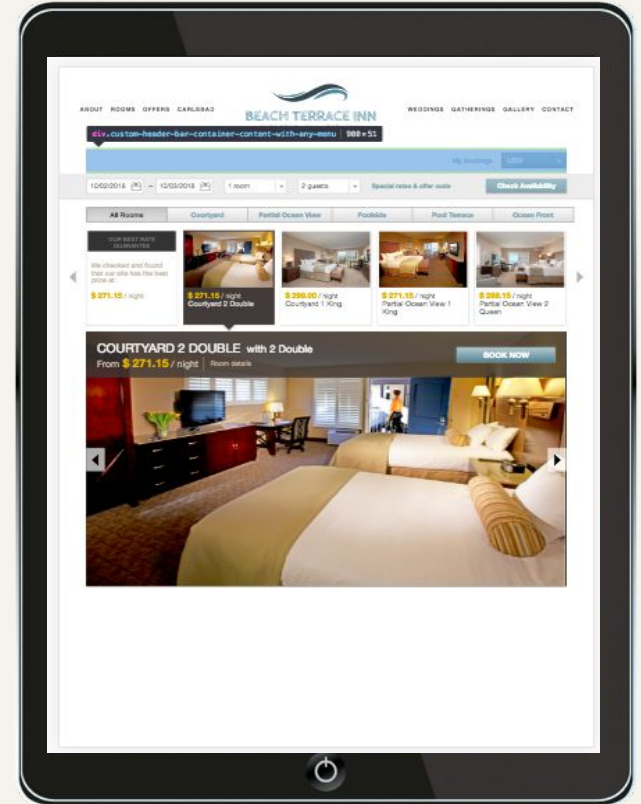 ABOUT ROOMS OFFERS CARLSBAD
BEACH TERRACE INN
WEDDINGS GATHERINGS GALLERY CONTACT
div.custom-header-bar-container-content-with-any-menu | 980×51
My bookings USD
12/02/2018 – 12/03/2018 1 room 2 guests Special rates & offer code Check Availability
All Rooms Courtyard Partial Ocean View Poolside Pool Terrace Ocean Front
OUR BEST RATE
GUARANTEE
We checked and found
that our site has the best
price at:
$ 271.15 / night
$ 271.15 / night
Courtyard 2 Double
$ 299.00 / night
Courtyard 1 King
$ 271.15 / night
Partial Ocean View 1
King
$ 288.15 / night
Partial Ocean View 2
Queen
COURTYARD 2 DOUBLE with 2 Double
From $ 271.15 / night | Room details
BOOK NOW